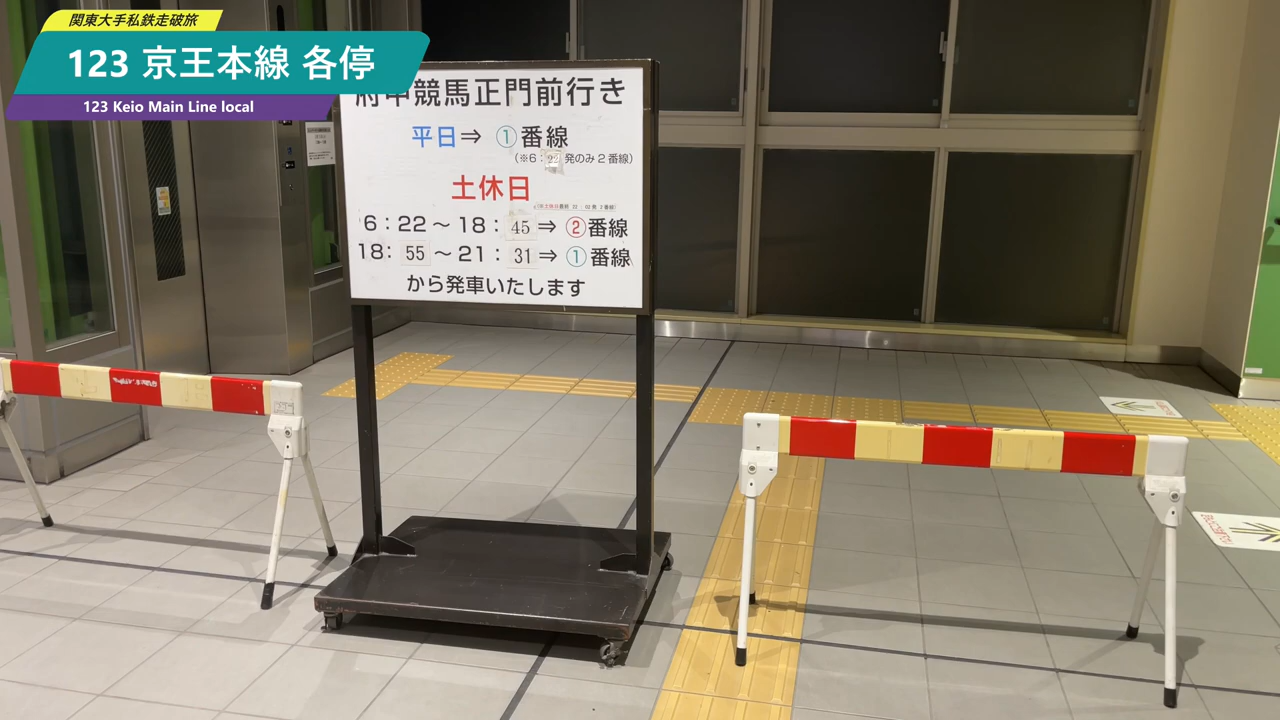 関東大手私鉄走破旅
123 京王本線 各停
123 Keio Main Line local
府中競馬正門前行き
平日⇒ ①番線
(※6：22発のみ2番線)
土休日
6：22～18：45⇒ ②番線
18：55～21：31⇒ ①番線
から発車いたします